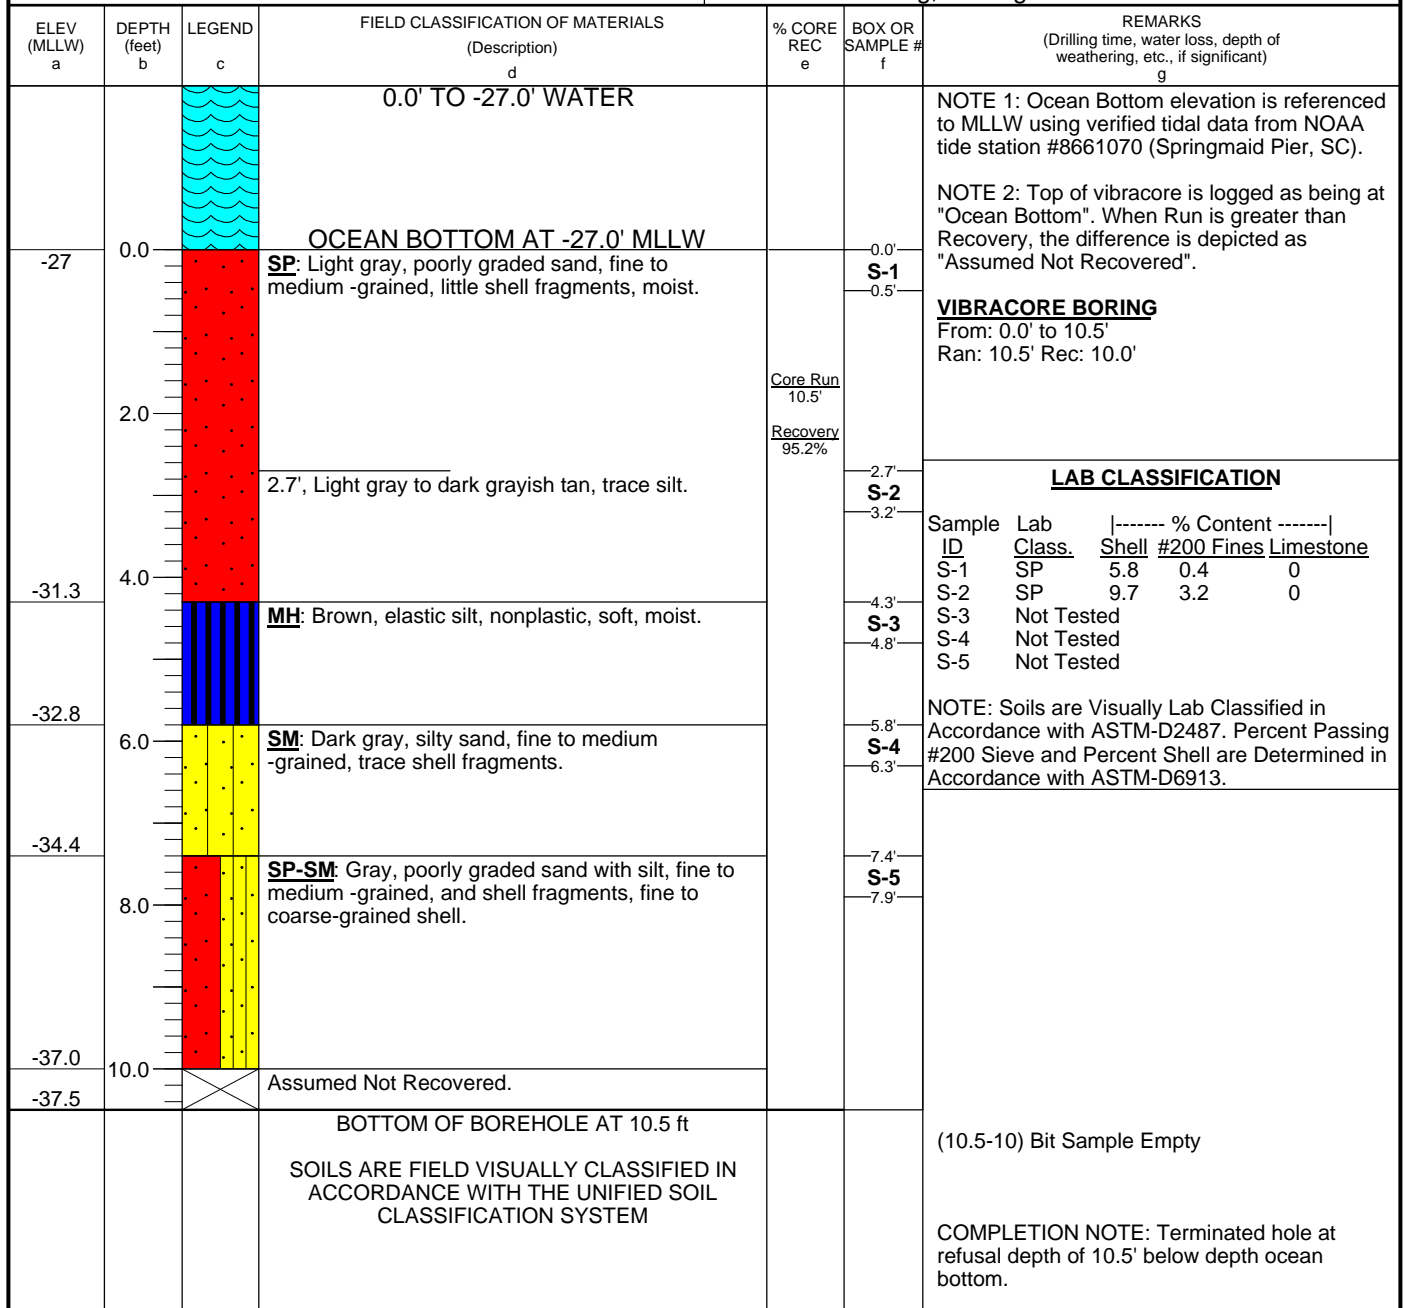 ELEV
(MLLW)
a
DEPTH
(feet)
b
LEGEND
c
FIELD CLASSIFICATION OF MATERIALS
(Description)
d
% CORE
REC
e
BOX OR
SAMPLE #
f
REMARKS
(Drilling time, water loss, depth of
weathering, etc., if significant)
g
0.0' TO -27.0' WATER
OCEAN BOTTOM AT -27.0' MLLW
-27
0.0
SP: Light gray, poorly graded sand, fine to
medium -grained, little shell fragments, moist.
2.0
2.7', Light gray to dark grayish tan, trace silt.
-31.3
4.0
MH: Brown, elastic silt, nonplastic, soft, moist.
-32.8
6.0
SM: Dark gray, silty sand, fine to medium
-grained, trace shell fragments.
-34.4
SP-SM: Gray, poorly graded sand with silt, fine to
medium -grained, and shell fragments, fine to
coarse-grained shell.
8.0
-37.0
10.0
Assumed Not Recovered.
-37.5
BOTTOM OF BOREHOLE AT 10.5 ft
SOILS ARE FIELD VISUALLY CLASSIFIED IN
ACCORDANCE WITH THE UNIFIED SOIL
CLASSIFICATION SYSTEM
Core Run
10.5'
Recovery
95.2%
0.0'
S-1
0.5'
2.7'
S-2
3.2'
4.3'
S-3
4.8'
5.8'
S-4
6.3'
7.4'
S-5
7.9'
NOTE 1: Ocean Bottom elevation is referenced
to MLLW using verified tidal data from NOAA
tide station #8661070 (Springmaid Pier, SC).
NOTE 2: Top of vibracore is logged as being at
"Ocean Bottom". When Run is greater than
Recovery, the difference is depicted as
"Assumed Not Recovered".
VIBRACORE BORING
From: 0.0' to 10.5'
Ran: 10.5' Rec: 10.0'
LAB CLASSIFICATION
Sample Lab |------- % Content -------|
ID Class. Shell #200 Fines Limestone
S-1 SP 5.8 0.4 0
S-2 SP 9.7 3.2 0
S-3 Not Tested
S-4 Not Tested
S-5 Not Tested
NOTE: Soils are Visually Lab Classified in
Accordance with ASTM-D2487. Percent Passing
#200 Sieve and Percent Shell are Determined in
Accordance with ASTM-D6913.
(10.5-10) Bit Sample Empty
COMPLETION NOTE: Terminated hole at
refusal depth of 10.5' below depth ocean
bottom.